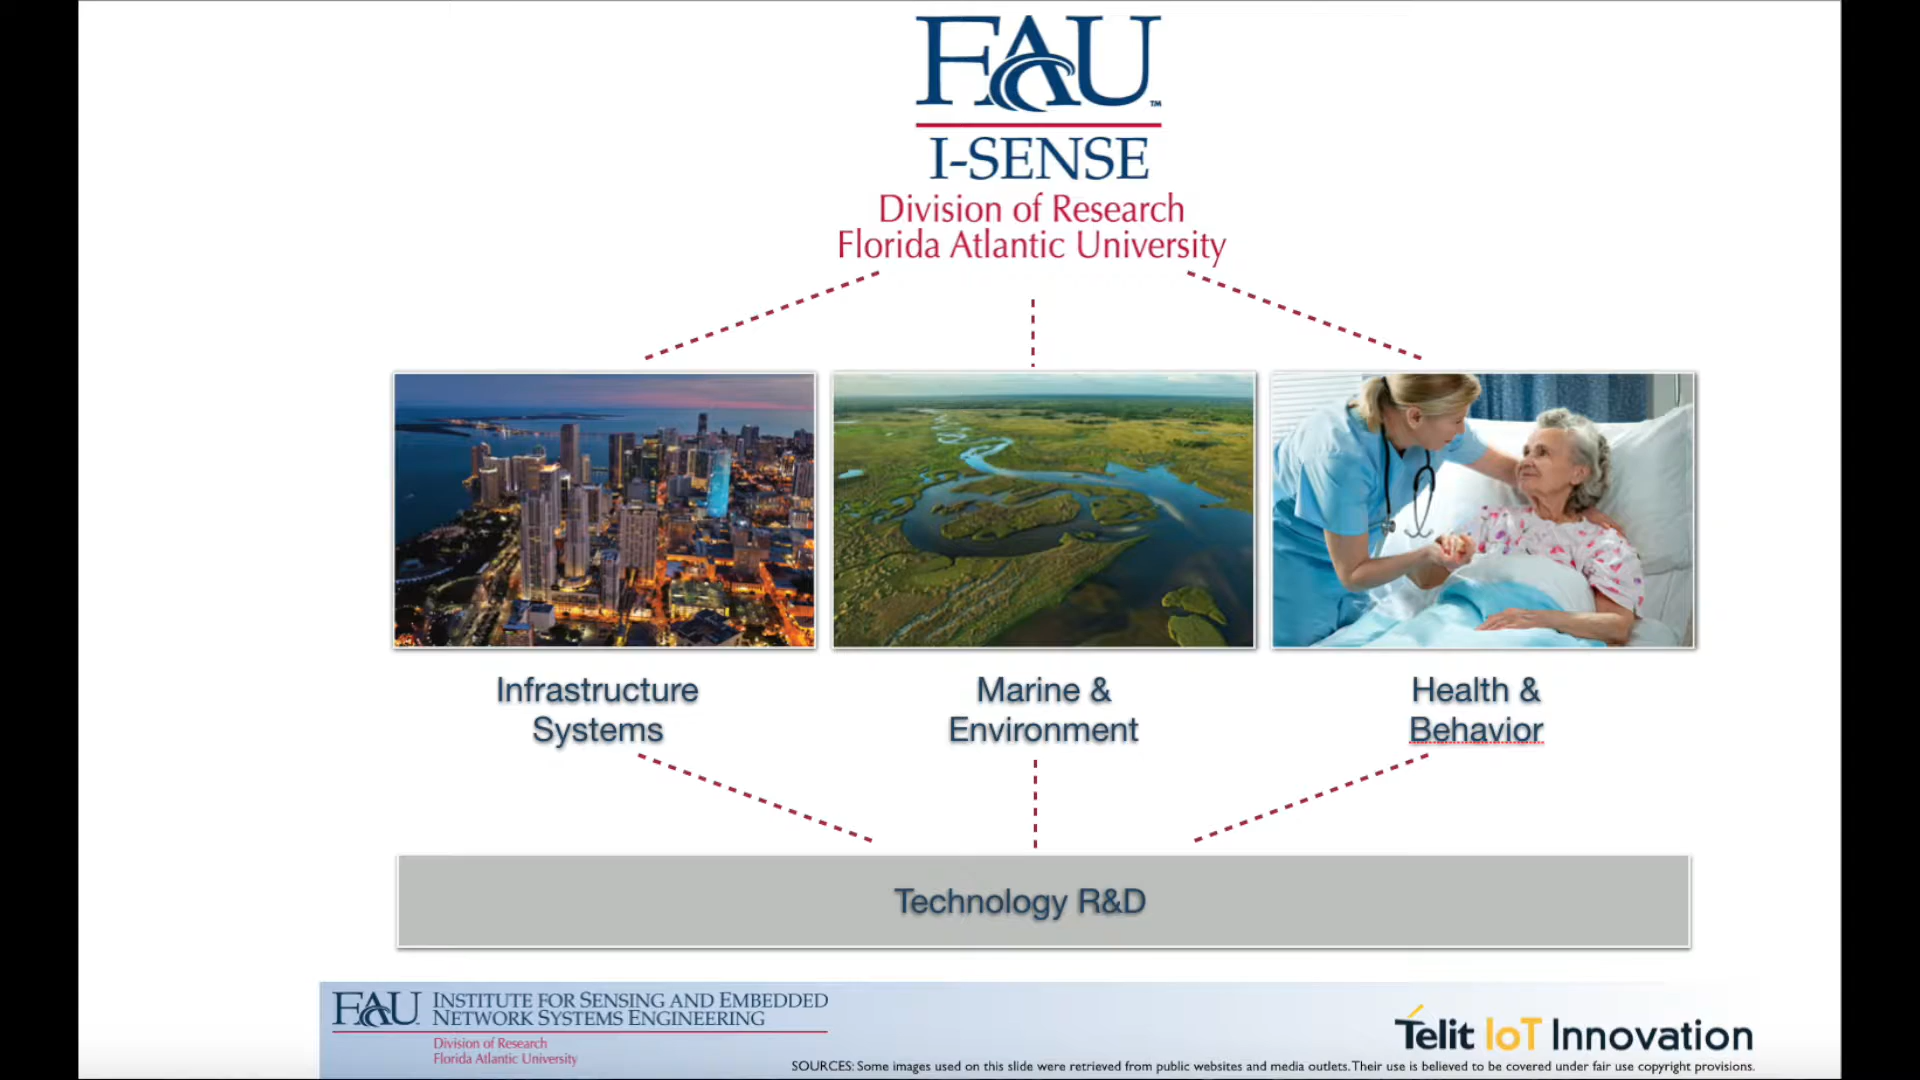 FAU™
I-SENSE
Division of Research
Florida Atlantic University
Infrastructure
Systems
Marine &
Environment
Health &
Behavior
Technology R&D
FAU
INSTITUTE FOR SENSING AND EMBEDDED
NETWORK SYSTEMS ENGINEERING
Division of Research
Florida Atlantic University
Telit IoT Innovation
SOURCES: Some images used on this slide were retrieved from public websites and media outlets. Their use is believed to be covered under fair use copyright provisions.